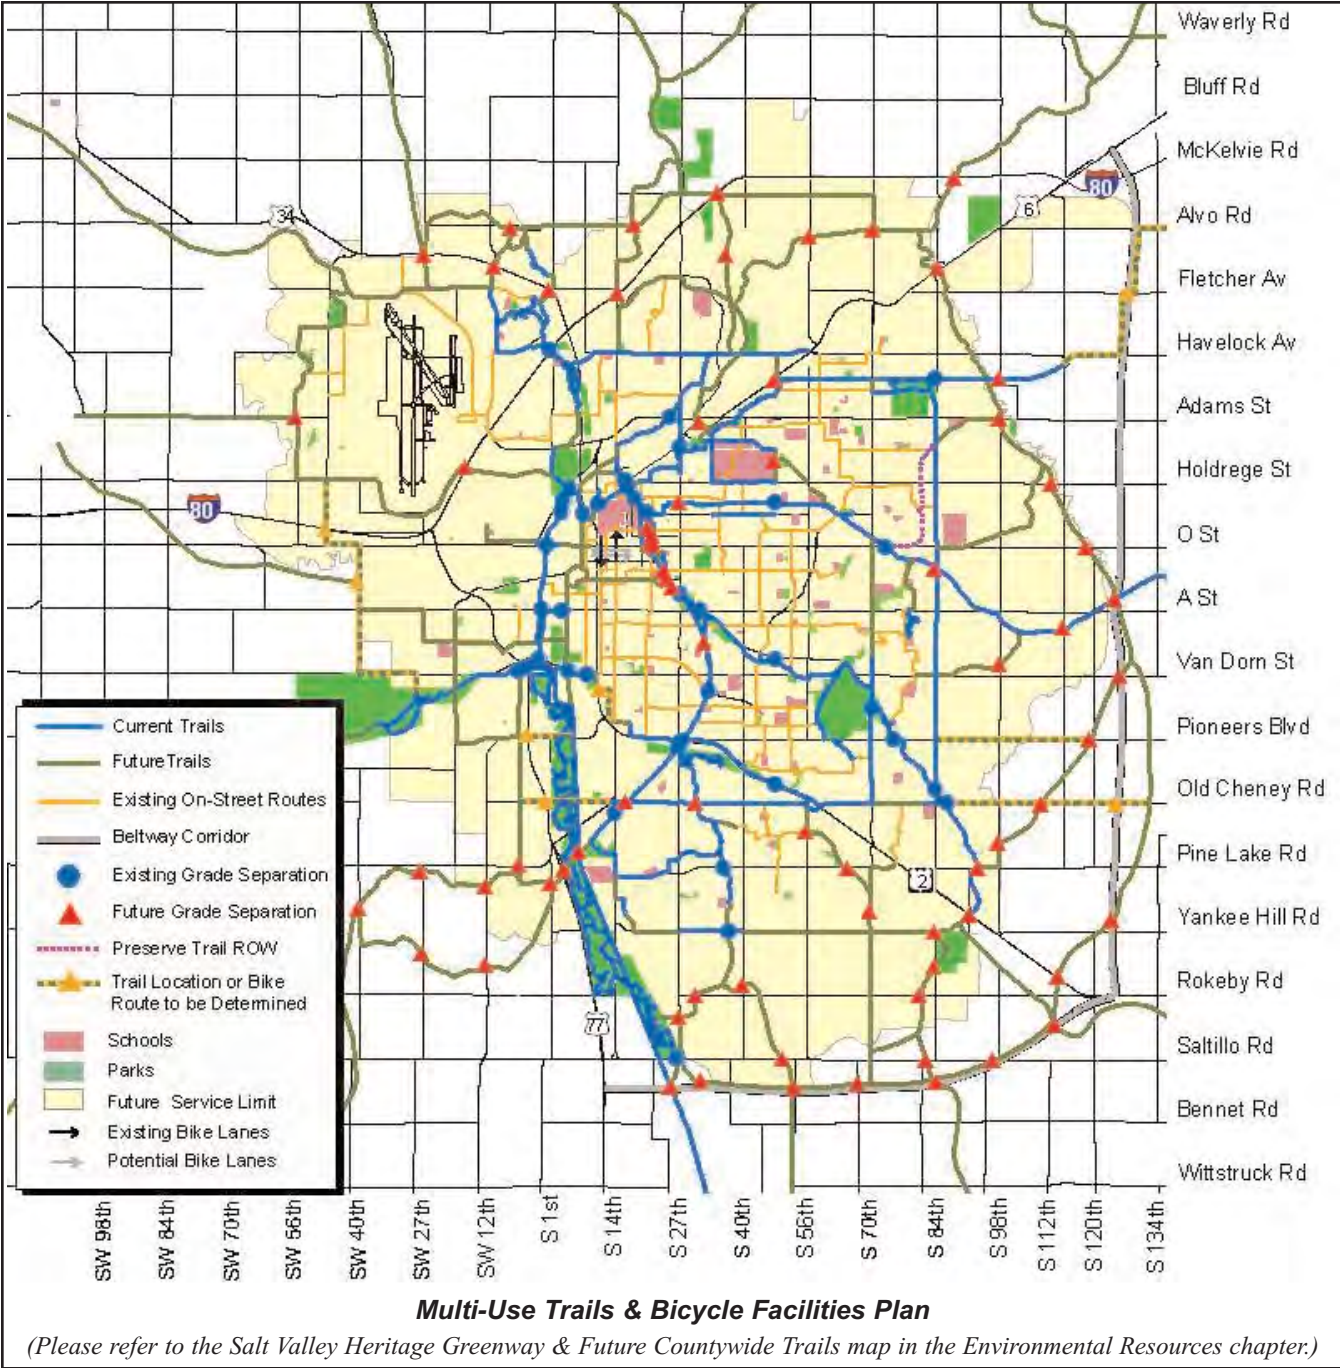 Waverly Rd
Bluff Rd
McKelvie Rd
80
34
6
Alvo Rd
Fletcher Av
Havelock Av
Adams St
Holdrege St
80
O St
A St
Van Dorn St
Current Trails
Pioneers Blvd
Future Trails
Existing On-Street Routes
Old Cheney Rd
Beltway Corridor
Pine Lake Rd
Existing Grade Separation
2
Future Grade Separation
Yankee Hill Rd
Preserve Trail ROW
Trail Location or Bike
Route to be Determined
Rokeby Rd
77
Schools
Saltillo Rd
Parks
Future Service Limit
Bennet Rd
Existing Bike Lanes
Potential Bike Lanes
Wittstruck Rd
SW 98th
SW 84th
SW 70th
SW 56th
SW 40th
SW 27th
SW 12th
S 1st
S 14th
S 27th
S 40th
S 56th
S 70th
S 84th
S 98th
S 112th
S 120th
S 134th
Multi-Use Trails & Bicycle Facilities Plan
(Please refer to the Salt Valley Heritage Greenway & Future Countywide Trails map in the Environmental Resources chapter.)